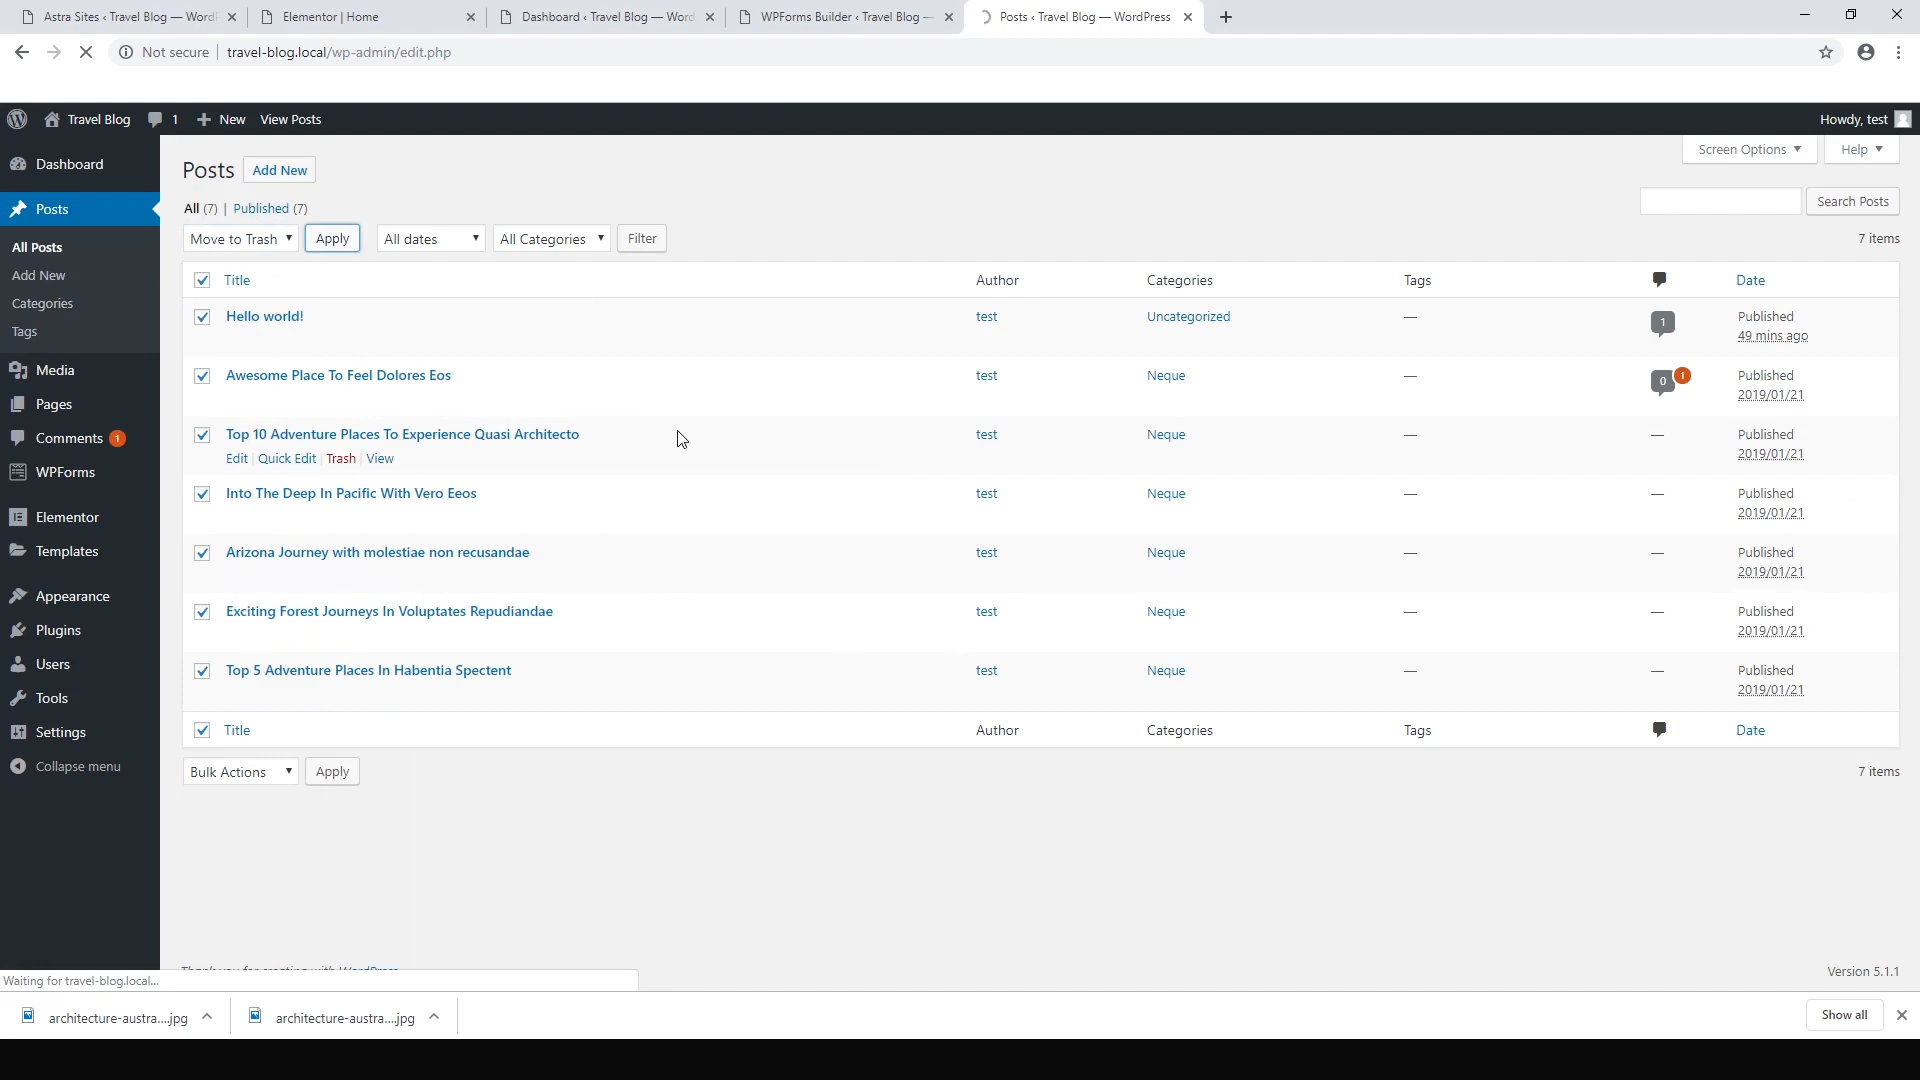 Astra Sites ‹ Travel Blog — Word
Elementor | Home
Dashboard ‹ Travel Blog — Word
WPForms Builder ‹ Travel Blog —
Posts ‹ Travel Blog — WordPress
Not secure
travel-blog.local/wp-admin/edit.php
Travel Blog
1
New
View Posts
Howdy, test
Dashboard
Posts
All Posts
Add New
Categories
Tags
Media
Pages
Comments 1
WPForms
Elementor
Templates
Appearance
Plugins
Users
Tools
Settings
Collapse menu
Screen Options
Help
Posts Add New
All (7) | Published (7)
Search Posts
Move to Trash Apply All dates All Categories Filter 7 items
Title Author Categories Tags Date
Hello world! test Uncategorized — 1 Published
49 mins ago
Awesome Place To Feel Dolores Eos test Neque — 0 1 Published
2019/01/21
Top 10 Adventure Places To Experience Quasi Architecto test Neque — — Published
Edit | Quick Edit | Trash | View 2019/01/21
Into The Deep In Pacific With Vero Eeos test Neque — — Published
2019/01/21
Arizona Journey with molestiae non recusandae test Neque — — Published
2019/01/21
Exciting Forest Journeys In Voluptates Repudiandae test Neque — — Published
2019/01/21
Top 5 Adventure Places In Habentia Spectent test Neque — — Published
2019/01/21
Title Author Categories Tags Date
Bulk Actions Apply 7 items
Thank you for creating with WordPress
Version 5.1.1
Waiting for travel-blog.local...
architecture-austra....jpg
architecture-austra....jpg
Show all